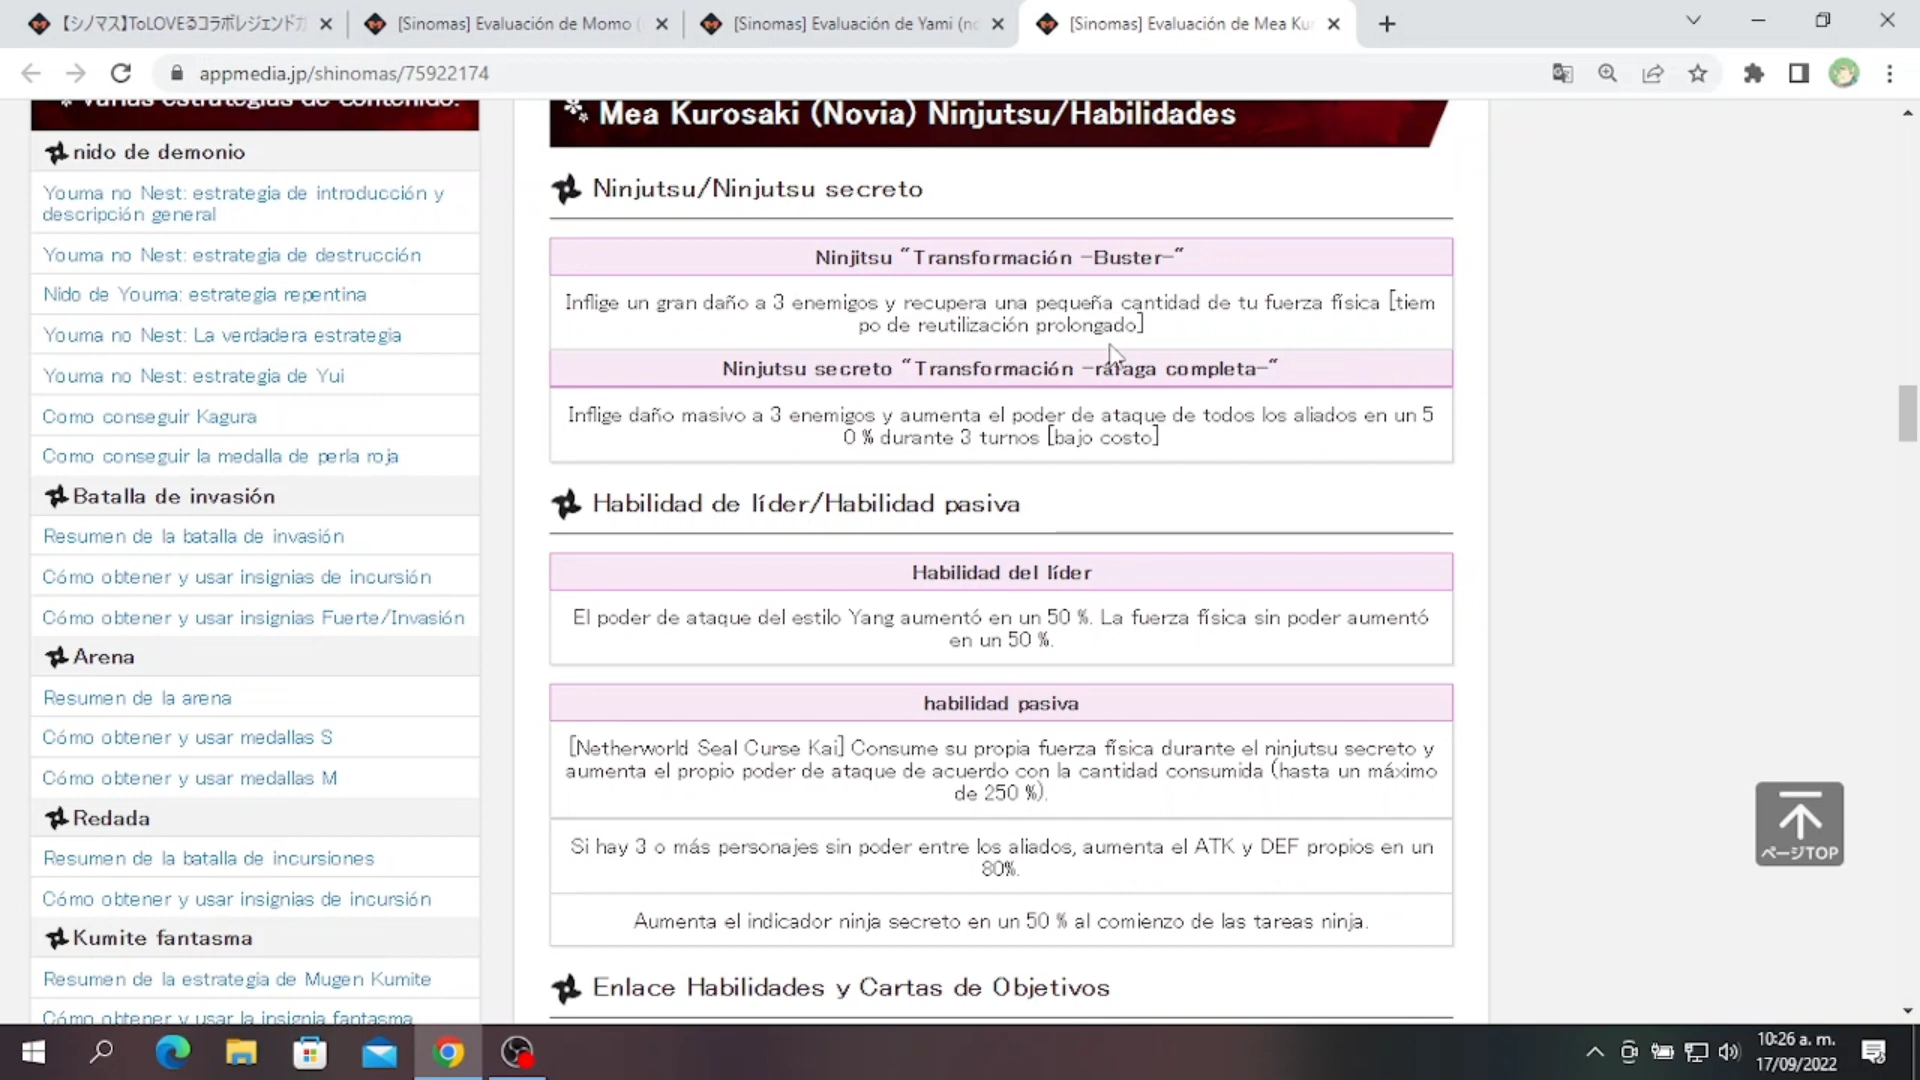 【シノマス】ToLOVEるコラボレジェンドガ
[Sinomas] Evaluación de Momo (
[Sinomas] Evaluación de Yami (no
[Sinomas] Evaluación de Mea Ku
appmedia.jp/shinomas/75922174
Varias estrategias de contenido.
nido de demonio
Youma no Nest: estrategia de introducción y
descripción general
Youma no Nest: estrategia de destrucción
Nido de Youma: estrategia repentina
Youma no Nest: La verdadera estrategia
Youma no Nest: estrategia de Yui
Como conseguir Kagura
Como conseguir la medalla de perla roja
Batalla de invasión
Resumen de la batalla de invasión
Cómo obtener y usar insignias de incursión
Cómo obtener y usar insignias Fuerte/Invasión
Arena
Resumen de la arena
Cómo obtener y usar medallas S
Cómo obtener y usar medallas M
Redada
Resumen de la batalla de incursiones
Cómo obtener y usar insignias de incursión
Kumite fantasma
Resumen de la estrategia de Mugen Kumite
Cómo obtener y usar la insignia fantasma
Mea Kurosaki (Novia) Ninjutsu/Habilidades
Ninjutsu/Ninjutsu secreto
Ninjitsu "Transformación -Buster-"
Inflige un gran daño a 3 enemigos y recupera una pequeña cantidad de tu fuerza física [tiem
po de reutilización prolongado]
Ninjutsu secreto "Transformación -ráfaga completa-"
Inflige daño masivo a 3 enemigos y aumenta el poder de ataque de todos los aliados en un 5
0 % durante 3 turnos [bajo costo]
Habilidad de líder/Habilidad pasiva
Habilidad del líder
El poder de ataque del estilo Yang aumentó en un 50 %. La fuerza física sin poder aumentó
en un 50 %.
habilidad pasiva
[Netherworld Seal Curse Kai] Consume su propia fuerza física durante el ninjutsu secreto y
aumenta el propio poder de ataque de acuerdo con la cantidad consumida (hasta un máximo
de 250 %).
Si hay 3 o más personajes sin poder entre los aliados, aumenta el ATK y DEF propios en un
80%.
Aumenta el indicador ninja secreto en un 50 % al comienzo de las tareas ninja.
Enlace Habilidades y Cartas de Objetivos
ページTOP
10:26 a. m.
17/09/2022